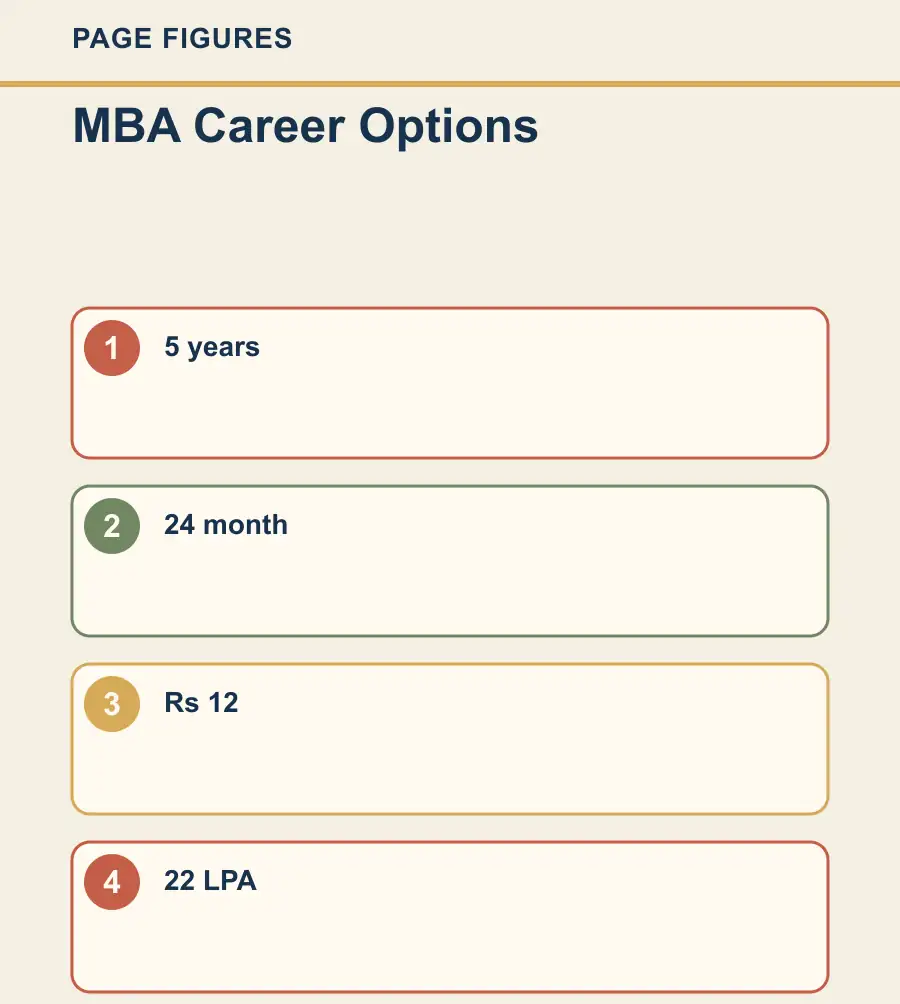 PAGE FIGURES
MBA Career Options
1 5 years
2 24 month
3 Rs 12
4 22 LPA